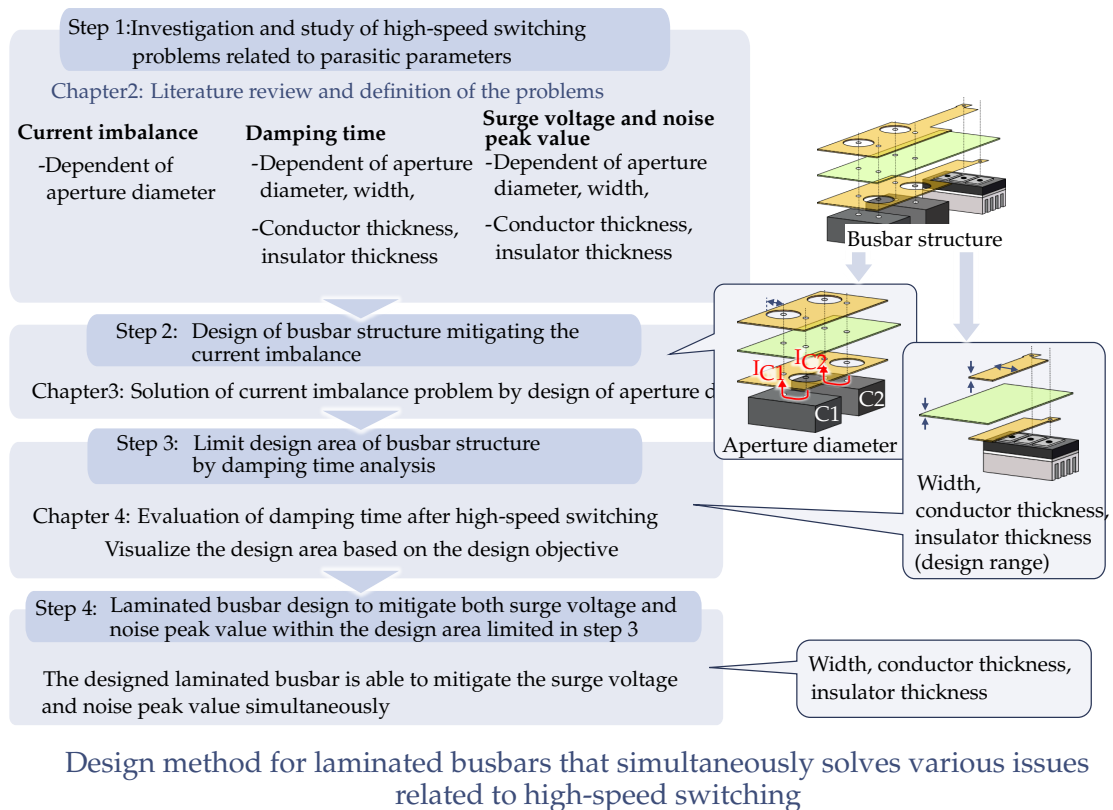 Step 1:Investigation and study of high-speed switching
problems related to parasitic parameters
Chapter2: Literature review and definition of the problems
Current imbalance
-Dependent of
aperture diameter
Damping time
-Dependent of aperture
diameter, width,
-Conductor thickness,
insulator thickness
Surge voltage and noise
peak value
-Dependent of aperture
diameter, width,
-Conductor thickness,
insulator thickness
Busbar structure
Step 2: Design of busbar structure mitigating the
current imbalance
Chapter3: Solution of current imbalance problem by design of aperture d
IC1
IC2
C1
C2
Aperture diameter
Step 3: Limit design area of busbar structure
by damping time analysis
Chapter 4: Evaluation of damping time after high-speed switching
Visualize the design area based on the design objective
Width,
conductor thickness,
insulator thickness
(design range)
Step 4: Laminated busbar design to mitigate both surge voltage and
noise peak value within the design area limited in step 3
The designed laminated busbar is able to mitigate the surge voltage
and noise peak value simultaneously
Width, conductor thickness,
insulator thickness
Design method for laminated busbars that simultaneously solves various issues
related to high-speed switching